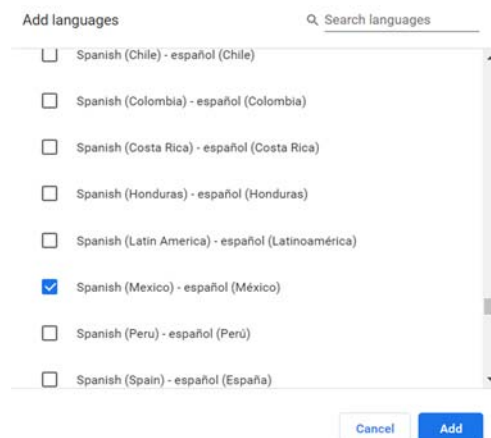 Add languages
Search languages
Spanish (Chile) - español (Chile)
Spanish (Colombia) - español (Colombia)
Spanish (Costa Rica) - español (Costa Rica)
Spanish (Honduras) - español (Honduras)
Spanish (Latin America) - español (Latinoamérica)
Spanish (Mexico) - español (México)
Spanish (Peru) - español (Perú)
Spanish (Spain) - español (España)
Cancel
Add